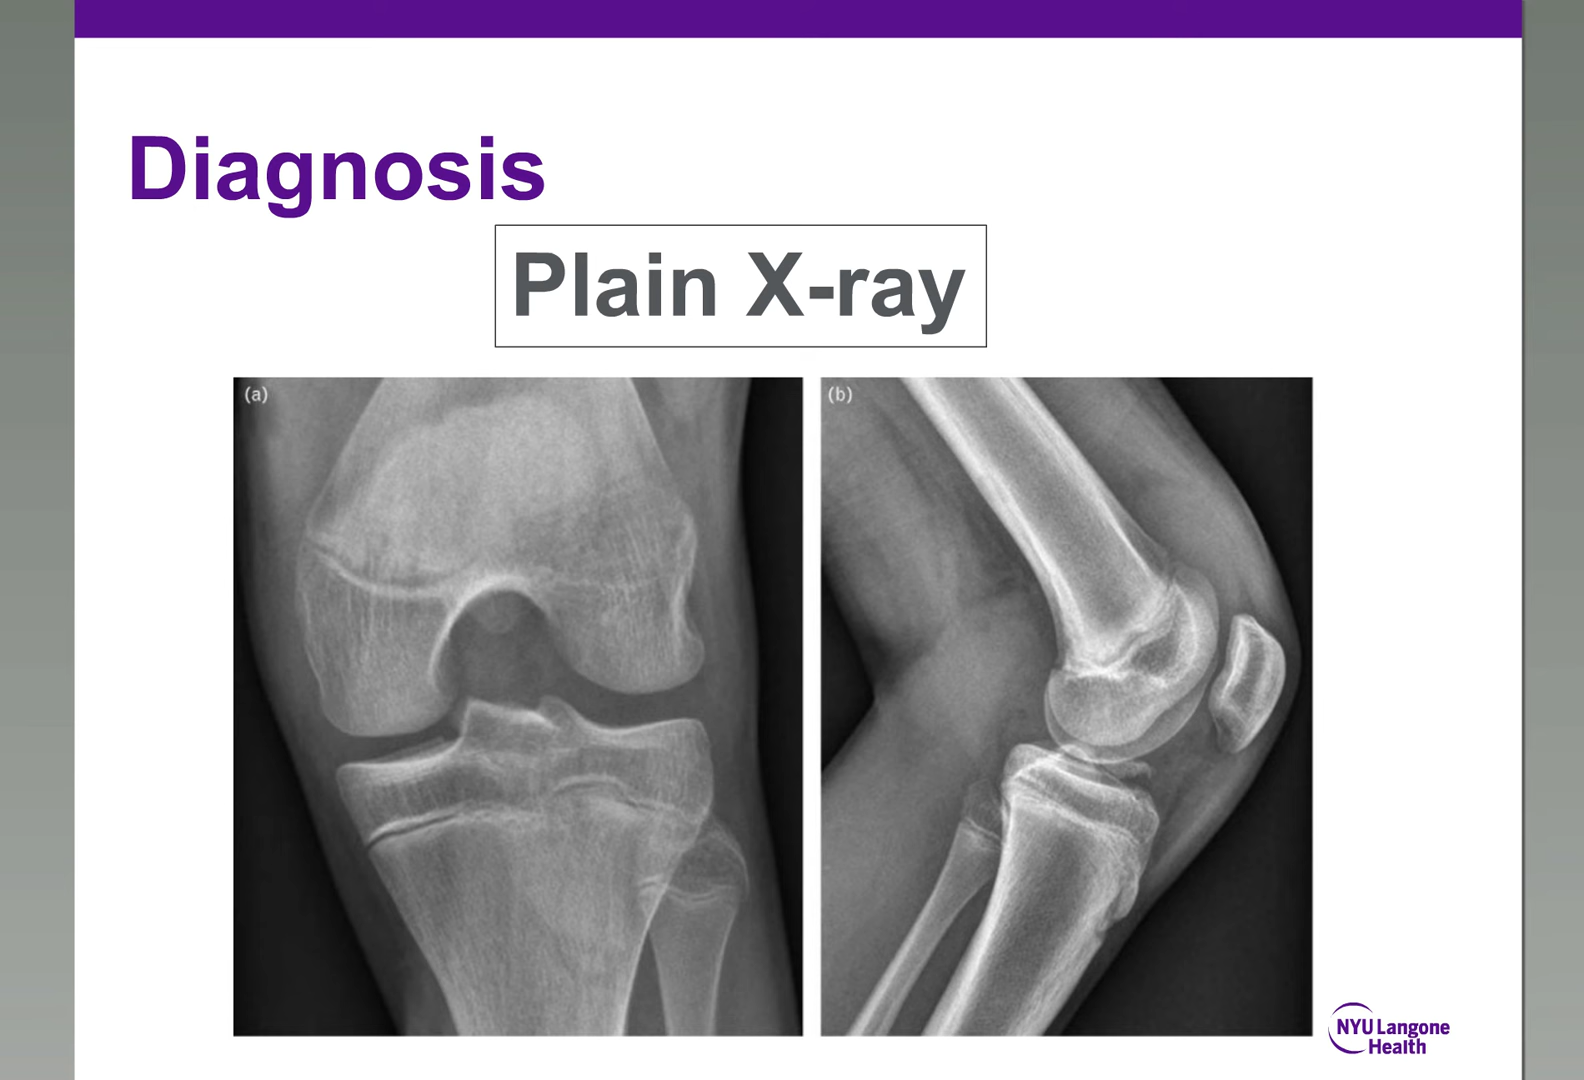 Diagnosis
Plain X-ray
(a)
(b)
NYU Langone
Health